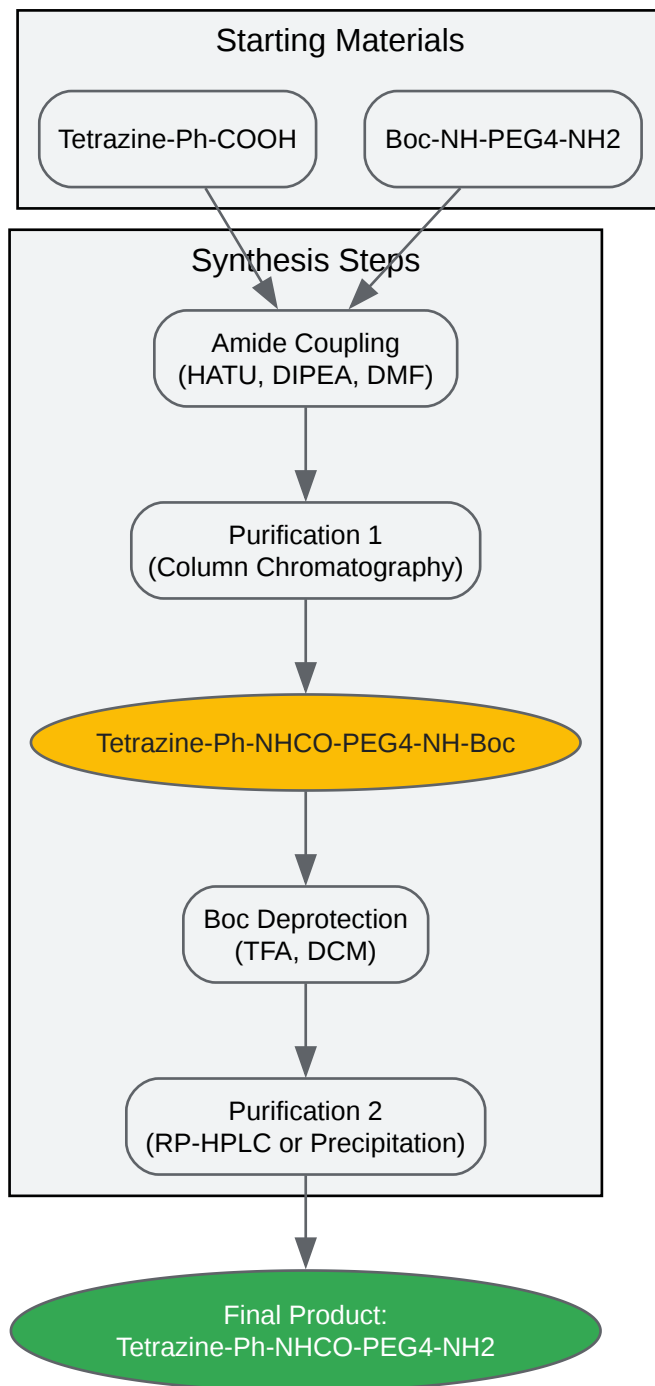 Starting Materials
Tetrazine-Ph-COOH
Boc-NH-PEG4-NH2
Synthesis Steps
Amide Coupling
(HATU, DIPEA, DMF)
Purification 1
(Column Chromatography)
Tetrazine-Ph-NHCO-PEG4-NH-Boc
Boc Deprotection
(TFA, DCM)
Purification 2
(RP-HPLC or Precipitation)
Final Product:
Tetrazine-Ph-NHCO-PEG4-NH2